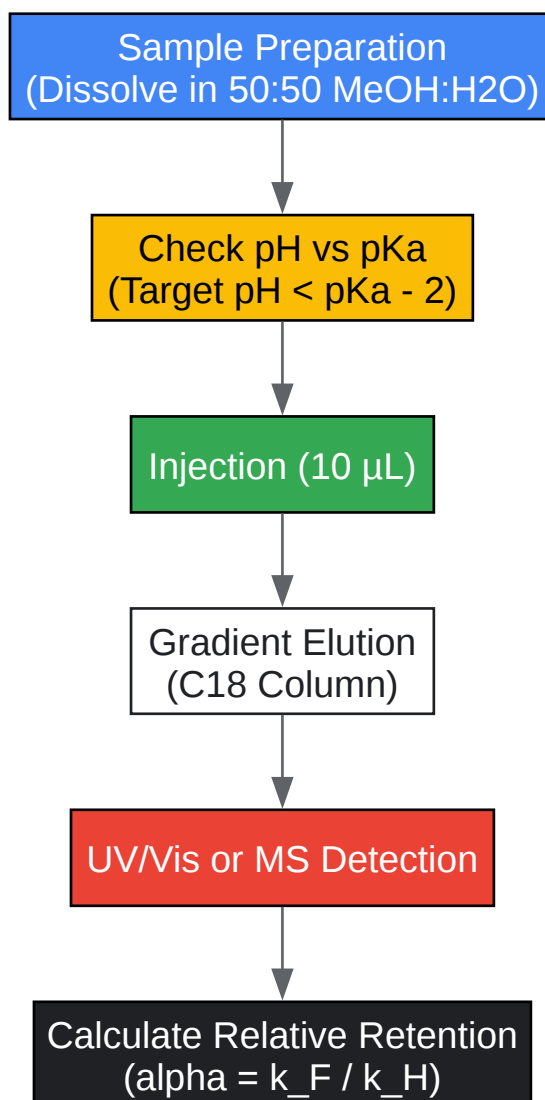 Sample Preparation
(Dissolve in 50:50 MeOH:H2O)
Check pH vs pKa
(Target pH < pKa - 2)
Injection (10 µL)
Gradient Elution
(C18 Column)
UV/Vis or MS Detection
Calculate Relative Retention
(alpha = k_F / k_H)